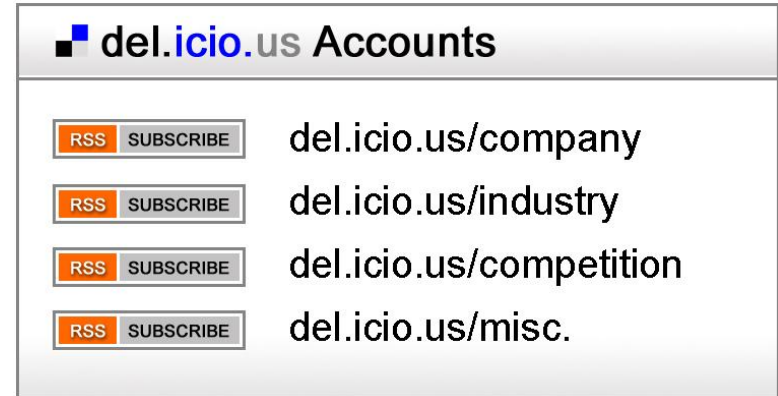 del.icio.us Accounts
RSS SUBSCRIBE del.icio.us/company
RSS SUBSCRIBE del.icio.us/industry
RSS SUBSCRIBE del.icio.us/competition
RSS SUBSCRIBE del.icio.us/misc.